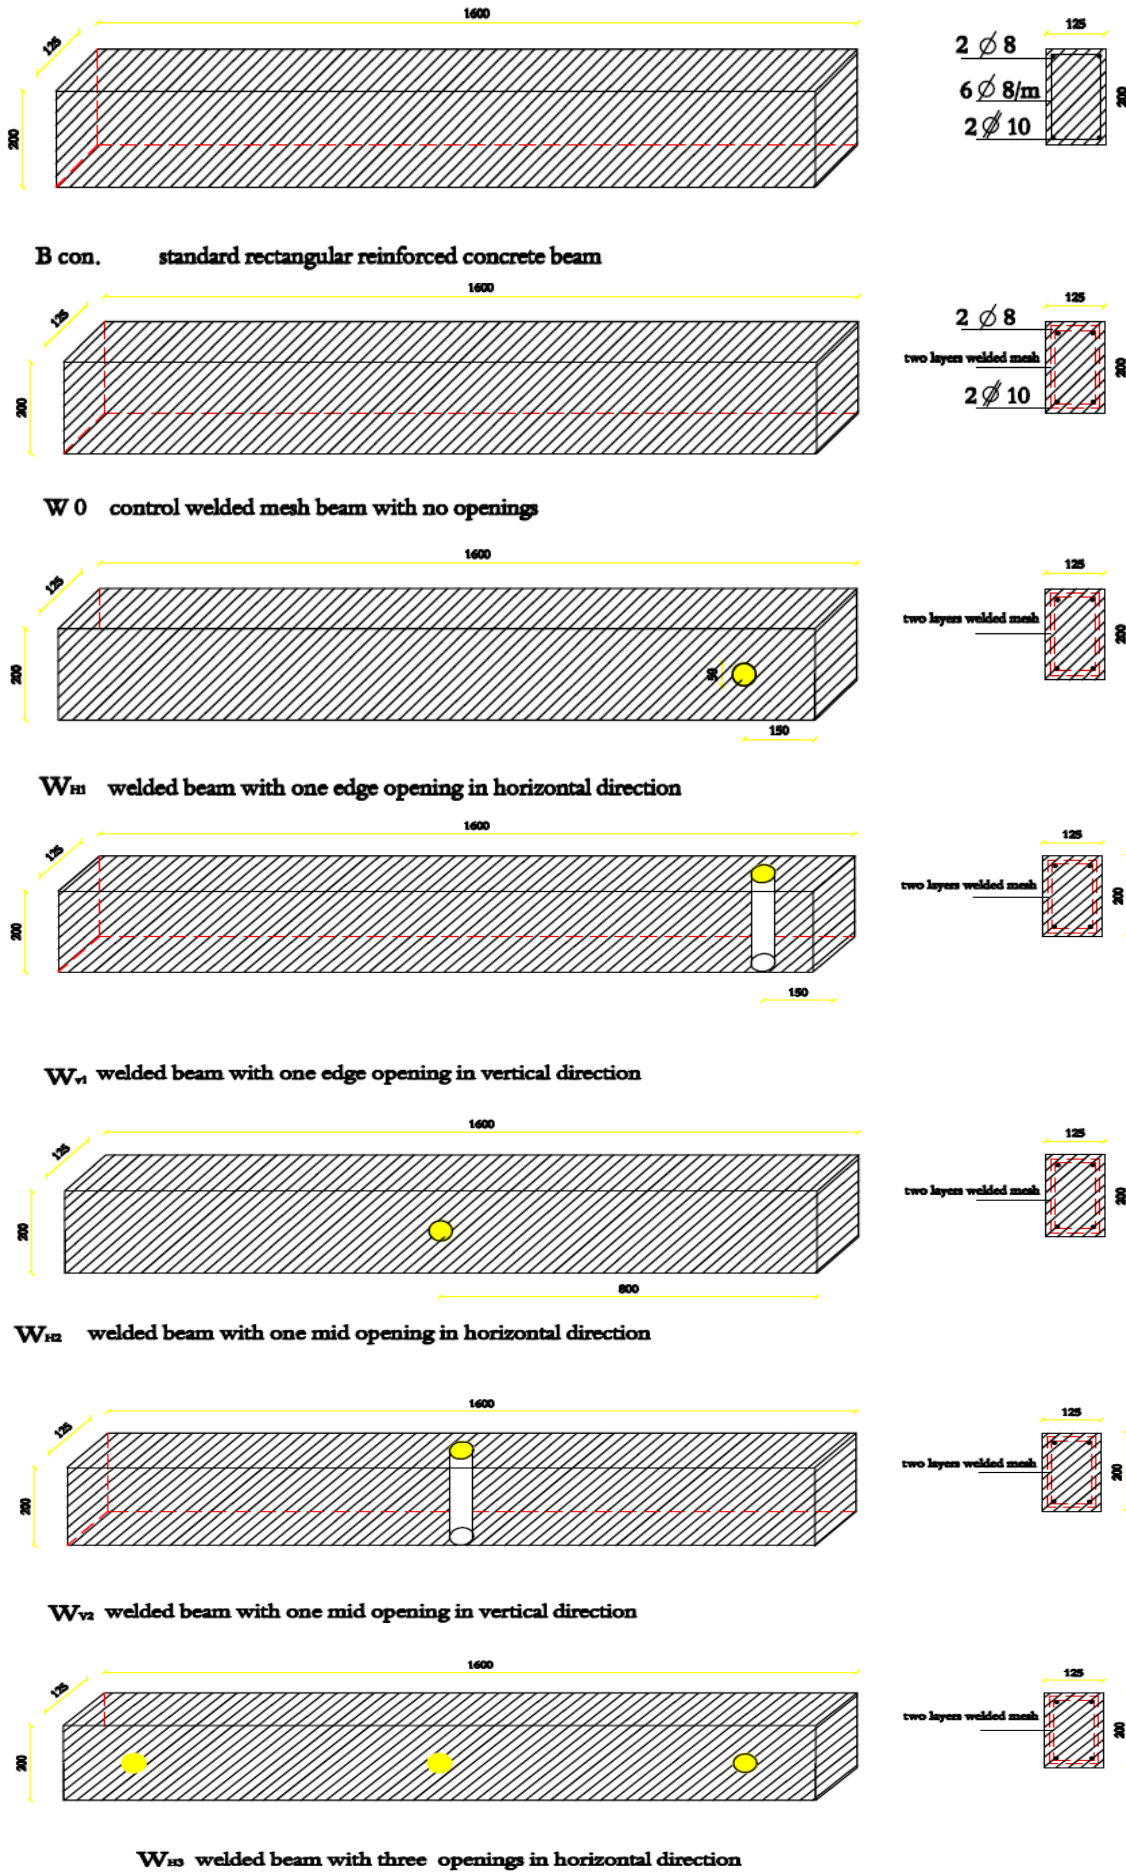 1600
125
200
125
2 ∅ 8
6 ∅ 8/m
2 ∅ 10
200
B con. standard rectangular reinforced concrete beam
1600
125
200
125
2 ∅ 8
two layers welded mesh
2 ∅ 10
200
W 0 control welded mesh beam with no openings
1600
125
200
50
150
125
two layers welded mesh
200
WH1 welded beam with one edge opening in horizontal direction
1600
125
200
150
125
two layers welded mesh
200
Wv1 welded beam with one edge opening in vertical direction
1600
125
200
800
125
two layers welded mesh
200
WH2 welded beam with one mid opening in horizontal direction
1600
125
200
125
two layers welded mesh
200
WV2 welded beam with one mid opening in vertical direction
1600
125
200
125
two layers welded mesh
200
WH3 welded beam with three openings in horizontal direction